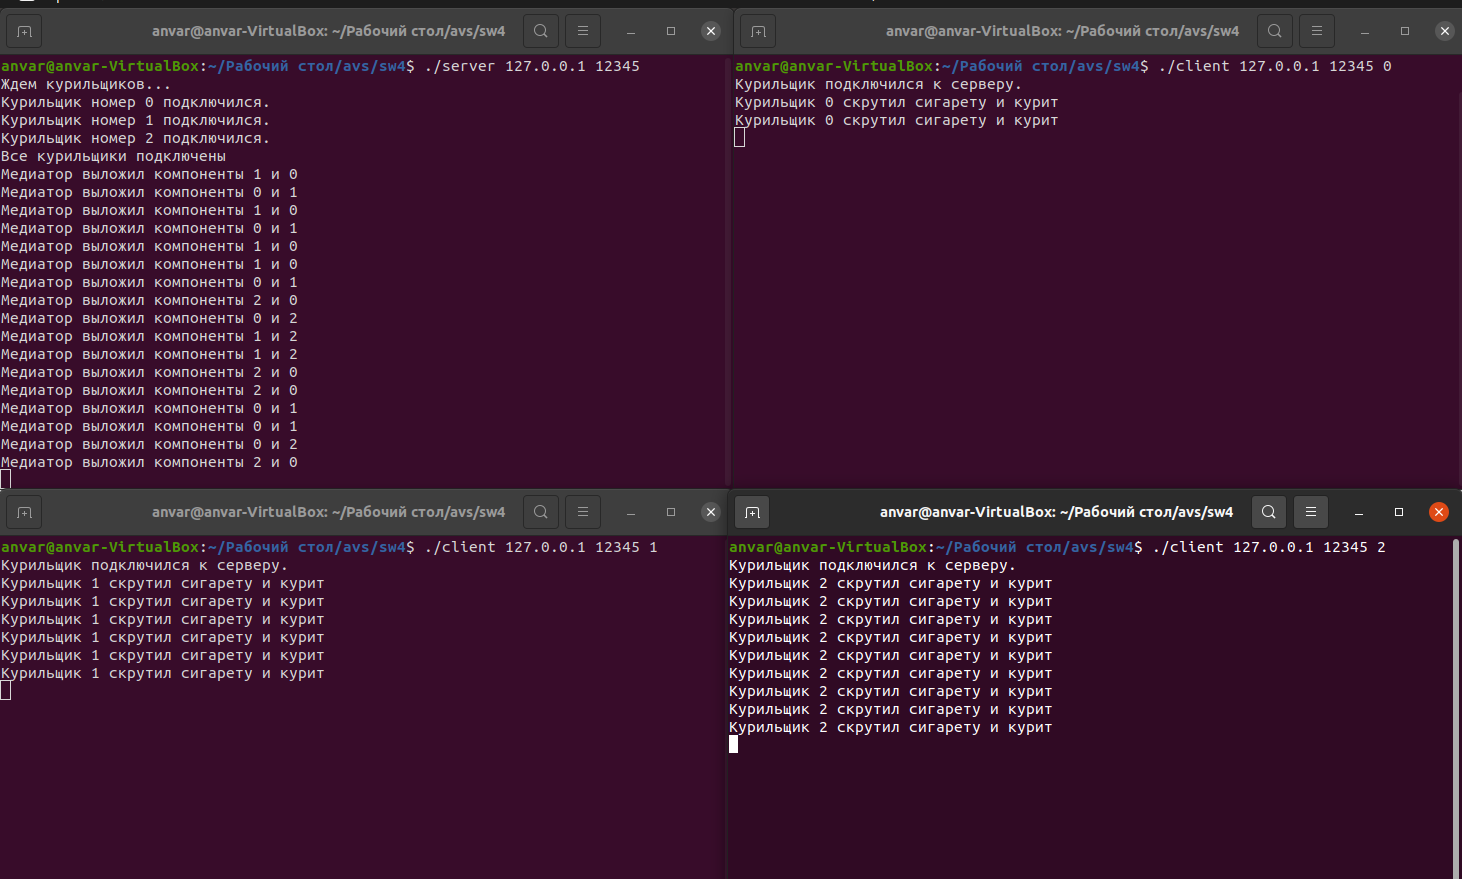 anvar@anvar-VirtualBox: ~/Рабочий стол/avs/sw4
anvar@anvar-VirtualBox:~/Рабочий стол/avs/sw4$ ./server 127.0.0.1 12345
Ждем курильщиков...
Курильщик номер 0 подключился.
Курильщик номер 1 подключился.
Курильщик номер 2 подключился.
Все курильщики подключены
Медиатор выложил компоненты 1 и 0
Медиатор выложил компоненты 0 и 1
Медиатор выложил компоненты 1 и 0
Медиатор выложил компоненты 0 и 1
Медиатор выложил компоненты 1 и 0
Медиатор выложил компоненты 1 и 0
Медиатор выложил компоненты 0 и 1
Медиатор выложил компоненты 2 и 0
Медиатор выложил компоненты 0 и 2
Медиатор выложил компоненты 1 и 2
Медиатор выложил компоненты 1 и 2
Медиатор выложил компоненты 2 и 0
Медиатор выложил компоненты 2 и 0
Медиатор выложил компоненты 0 и 1
Медиатор выложил компоненты 0 и 1
Медиатор выложил компоненты 0 и 2
Медиатор выложил компоненты 2 и 0
anvar@anvar-VirtualBox: ~/Рабочий стол/avs/sw4
anvar@anvar-VirtualBox:~/Рабочий стол/avs/sw4$ ./client 127.0.0.1 12345 0
Курильщик подключился к серверу.
Курильщик 0 скрутил сигарету и курит
Курильщик 0 скрутил сигарету и курит
anvar@anvar-VirtualBox: ~/Рабочий стол/avs/sw4
anvar@anvar-VirtualBox:~/Рабочий стол/avs/sw4$ ./client 127.0.0.1 12345 1
Курильщик подключился к серверу.
Курильщик 1 скрутил сигарету и курит
Курильщик 1 скрутил сигарету и курит
Курильщик 1 скрутил сигарету и курит
Курильщик 1 скрутил сигарету и курит
Курильщик 1 скрутил сигарету и курит
Курильщик 1 скрутил сигарету и курит
anvar@anvar-VirtualBox: ~/Рабочий стол/avs/sw4
anvar@anvar-VirtualBox:~/Рабочий стол/avs/sw4$ ./client 127.0.0.1 12345 2
Курильщик подключился к серверу.
Курильщик 2 скрутил сигарету и курит
Курильщик 2 скрутил сигарету и курит
Курильщик 2 скрутил сигарету и курит
Курильщик 2 скрутил сигарету и курит
Курильщик 2 скрутил сигарету и курит
Курильщик 2 скрутил сигарету и курит
Курильщик 2 скрутил сигарету и курит
Курильщик 2 скрутил сигарету и курит
Курильщик 2 скрутил сигарету и курит